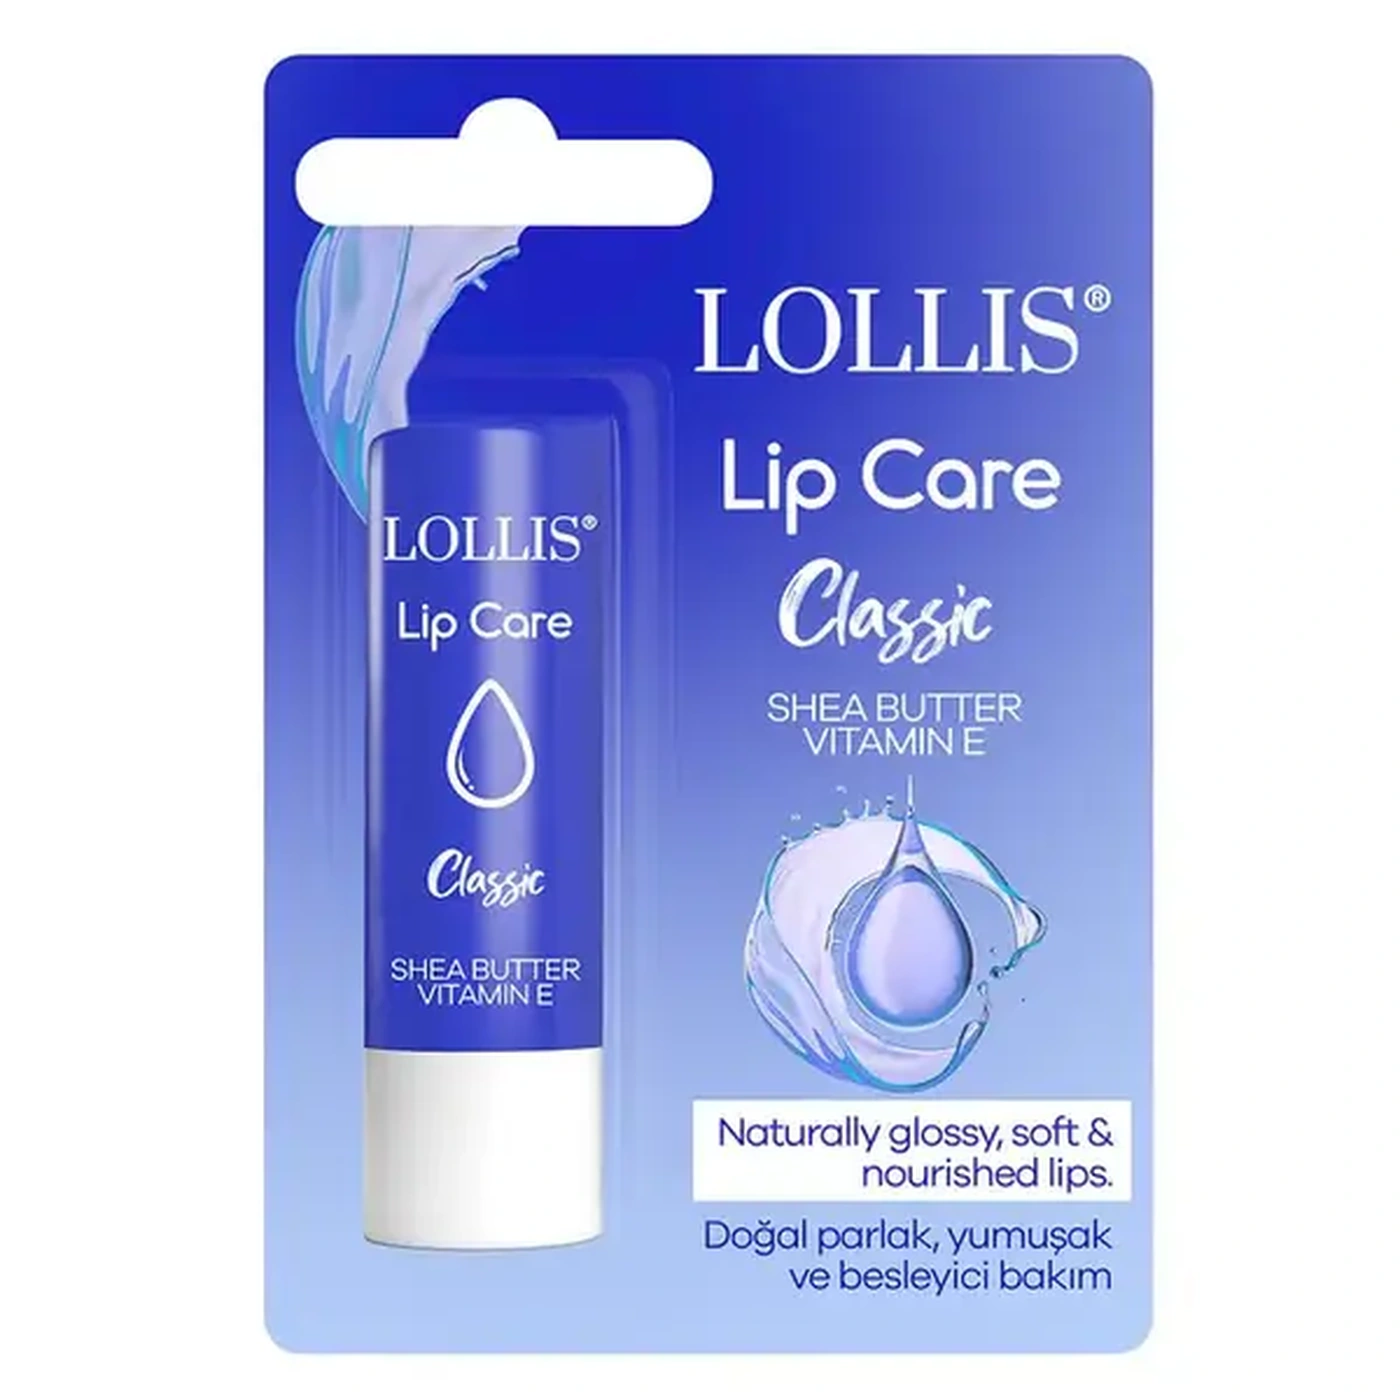 LOLLIS®
Lip Care
Classic
SHEA BUTTER
VITAMIN E
Naturally glossy, soft &
nourished lips.
Doğal parlak, yumuşak
ve besleyici bakım
LOLLIS®
Lip Care
Classic
SHEA BUTTER
VITAMIN E